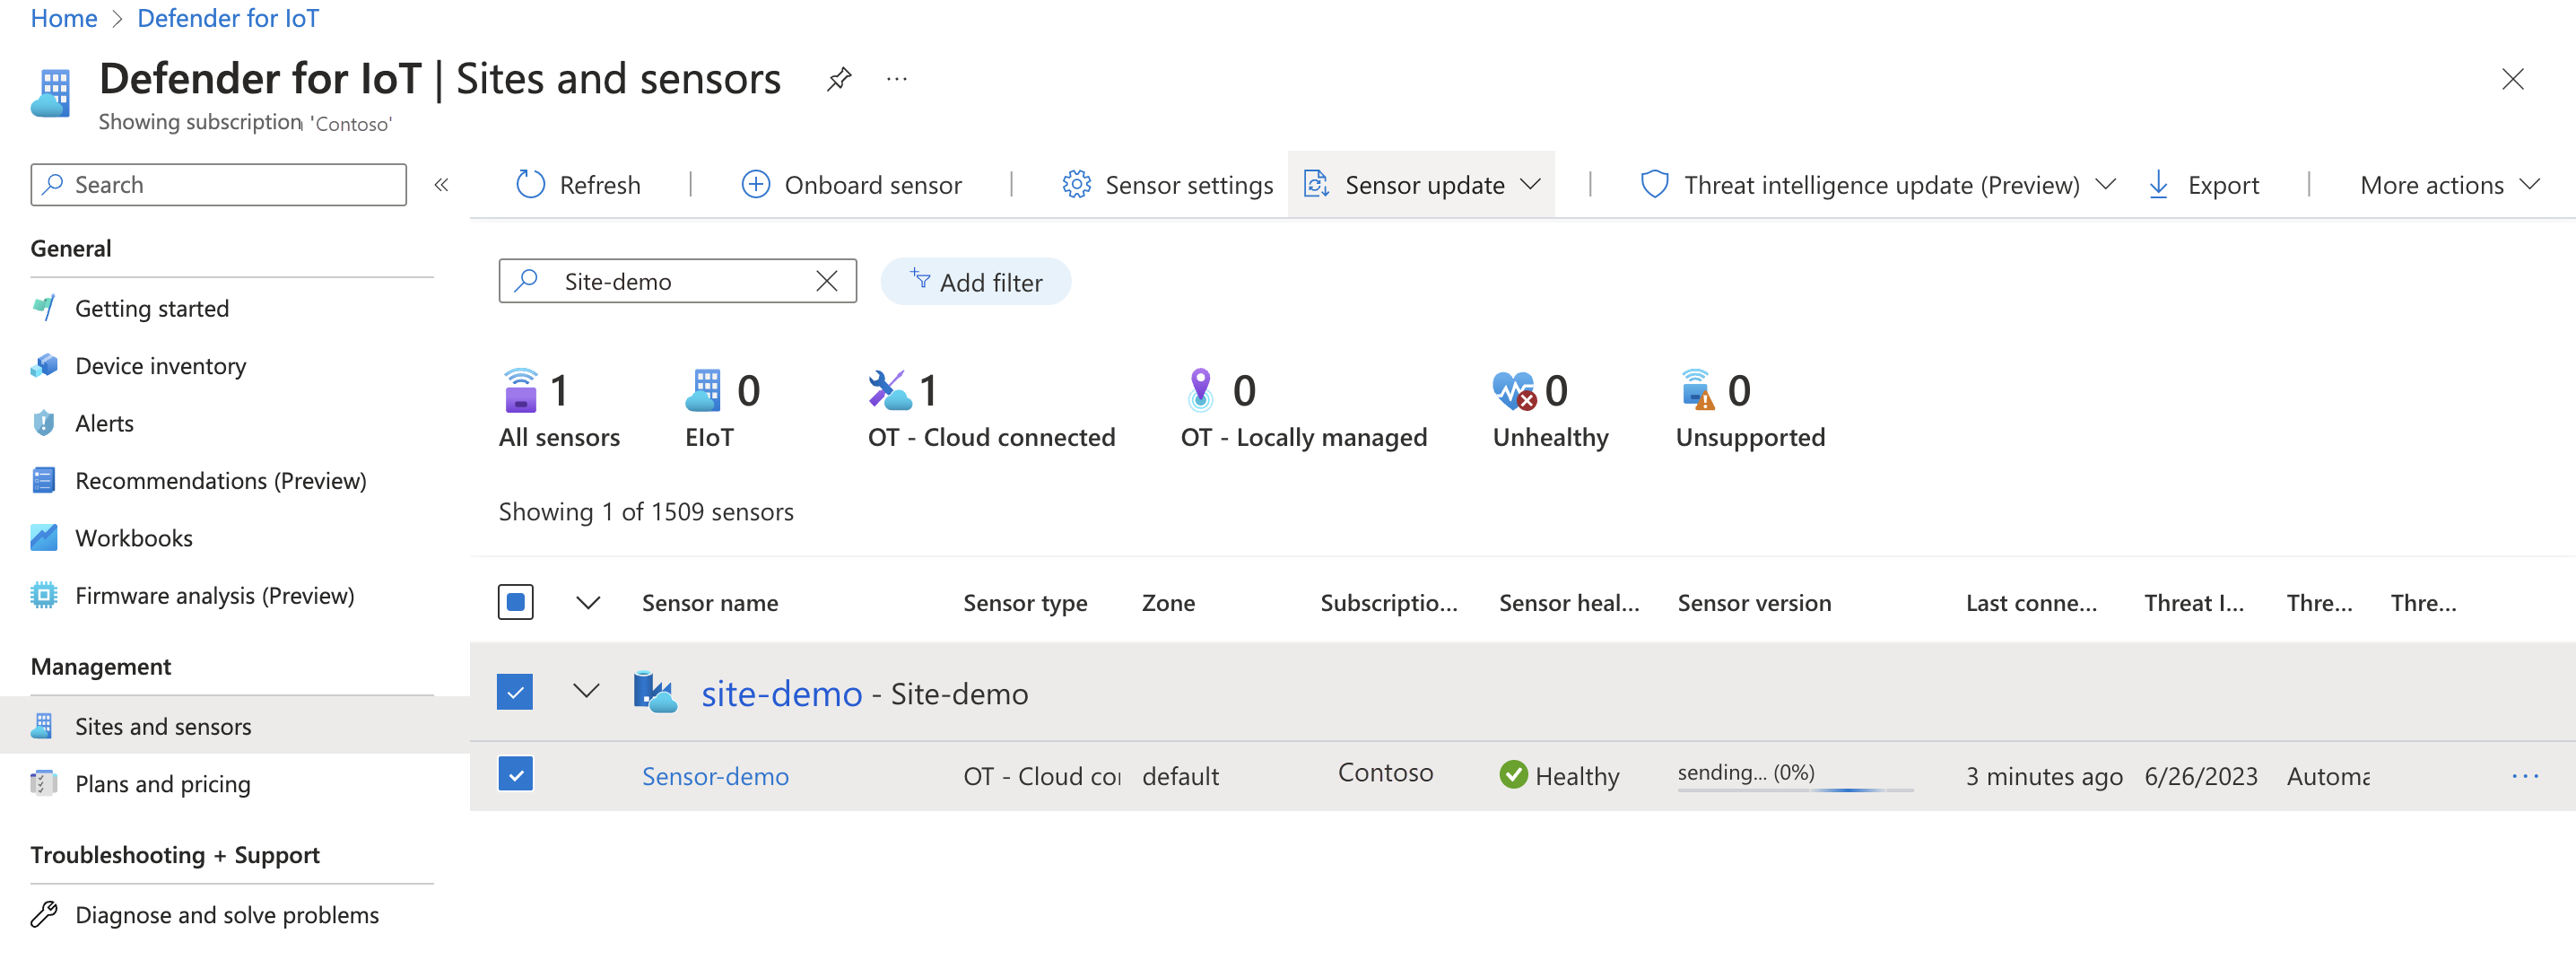 Home > Defender for IoT
Defender for IoT | Sites and sensors
Showing subscription 'Contoso'
Search
Refresh | Onboard sensor | Sensor settings Sensor update | Threat intelligence update (Preview) Export | More actions
General
Getting started
Device inventory
Alerts
Recommendations (Preview)
Workbooks
Firmware analysis (Preview)
Management
Sites and sensors
Plans and pricing
Troubleshooting + Support
Diagnose and solve problems
Site-demo
Add filter
1 0 1 0 0 0
All sensors EIoT OT - Cloud connected OT - Locally managed Unhealthy Unsupported
Showing 1 of 1509 sensors
Sensor name Sensor type Zone Subscriptio... Sensor heal... Sensor version Last conne... Threat I... Thre... Thre...
site-demo - Site-demo
Sensor-demo OT - Cloud co default Contoso Healthy sending... (0%) 3 minutes ago 6/26/2023 Automa